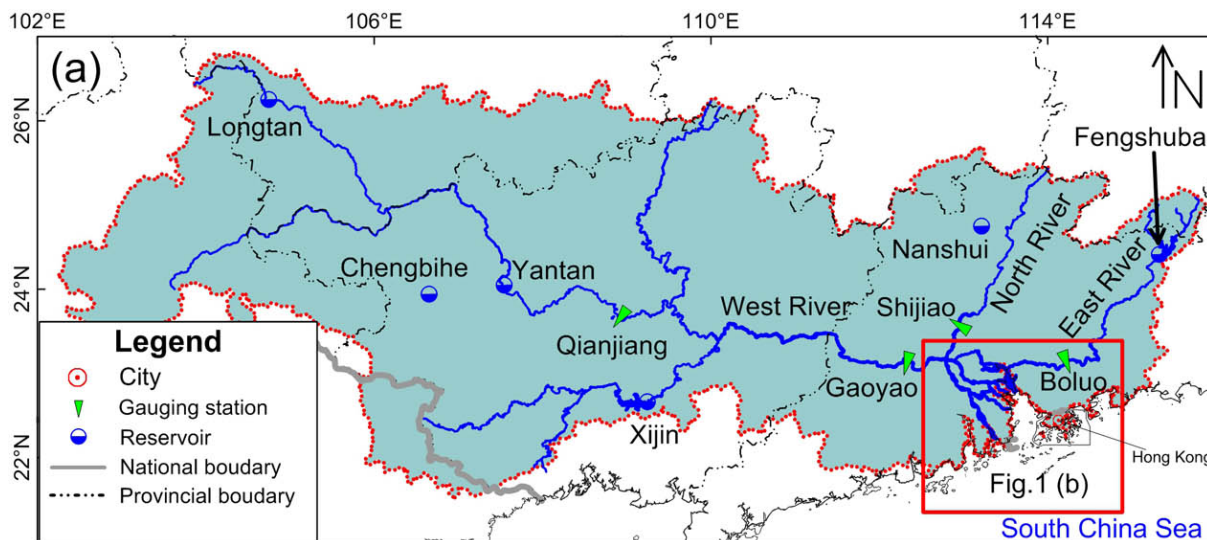 102°E 106°E 110°E 114°E
(a)
N
26°N
24°N
22°N
Longtan
Fengshuba
Nanshui
North River
East River
Chengbihe
Yantan
West River
Shijiao
Qianjiang
Gaoyao
Boluo
Xijin
Hong Kong
Fig.1 (b)
South China Sea
Legend
City
Gauging station
Reservoir
National boudary
Provincial boudary